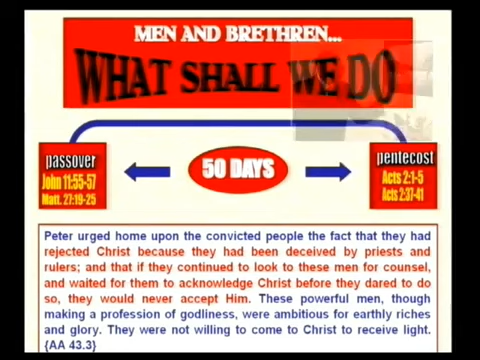 MEN AND BRETHREN...
WHAT SHALL WE DO
passover
John 11:55-57
Matt. 27:19-25
50 DAYS
pentecost
Acts 2:1-5
Acts 2:37-41
Peter urged home upon the convicted people the fact that they had
rejected Christ because they had been deceived by priests and
rulers; and that if they continued to look to these men for counsel,
and waited for them to acknowledge Christ before they dared to do
so, they would never accept Him. These powerful men, though
making a profession of godliness, were ambitious for earthly riches
and glory. They were not willing to come to Christ to receive light.
{AA 43.3}